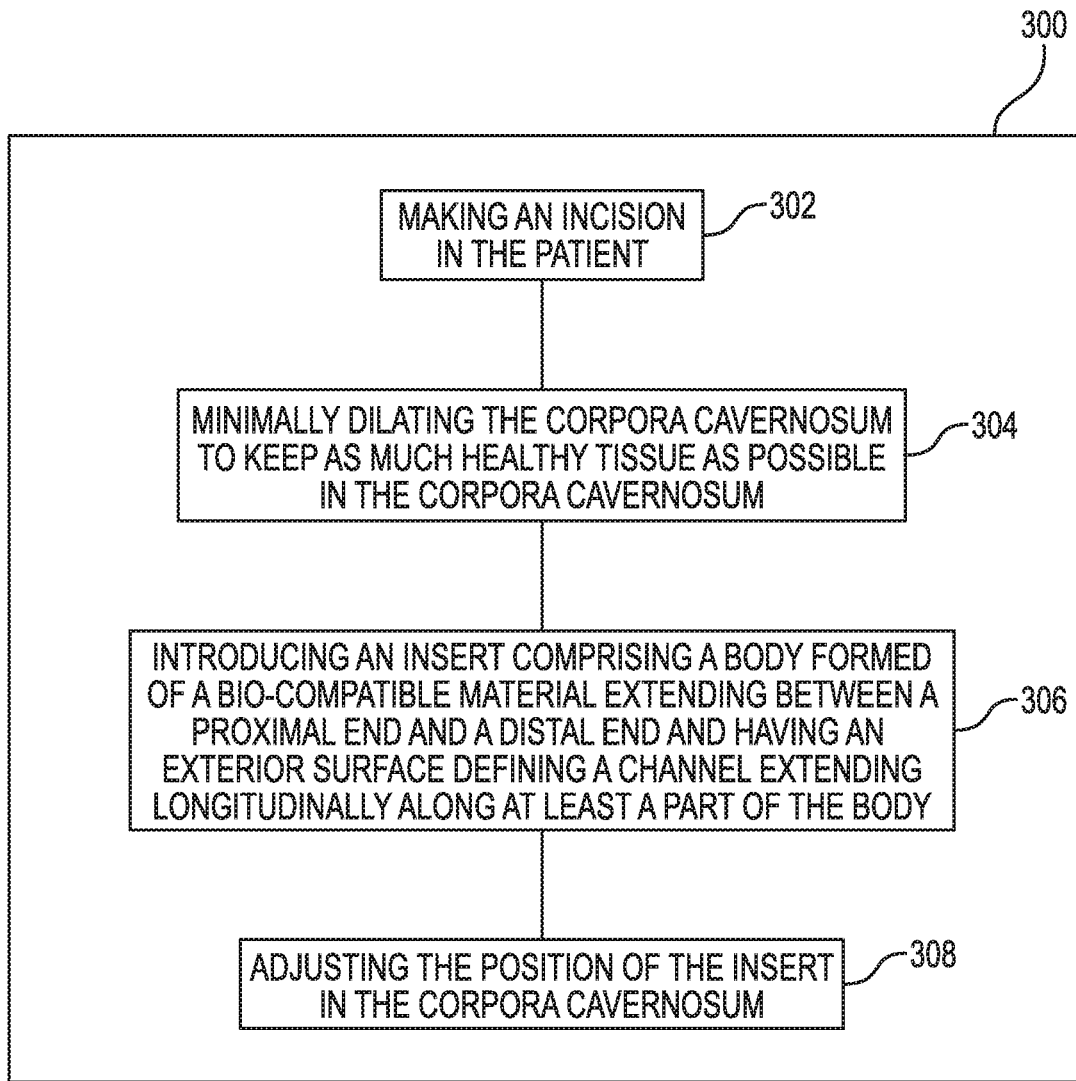 300
MAKING AN INCISION
IN THE PATIENT
302
MINIMALLY DILATING THE CORPORA CAVERNOSUM
TO KEEP AS MUCH HEALTHY TISSUE AS POSSIBLE
IN THE CORPORA CAVERNOSUM
304
INTRODUCING AN INSERT COMPRISING A BODY FORMED
OF A BIO-COMPATIBLE MATERIAL EXTENDING BETWEEN A
PROXIMAL END AND A DISTAL END AND HAVING AN
EXTERIOR SURFACE DEFINING A CHANNEL EXTENDING
LONGITUDINALLY ALONG AT LEAST A PART OF THE BODY
306
ADJUSTING THE POSITION OF THE INSERT
IN THE CORPORA CAVERNOSUM
308